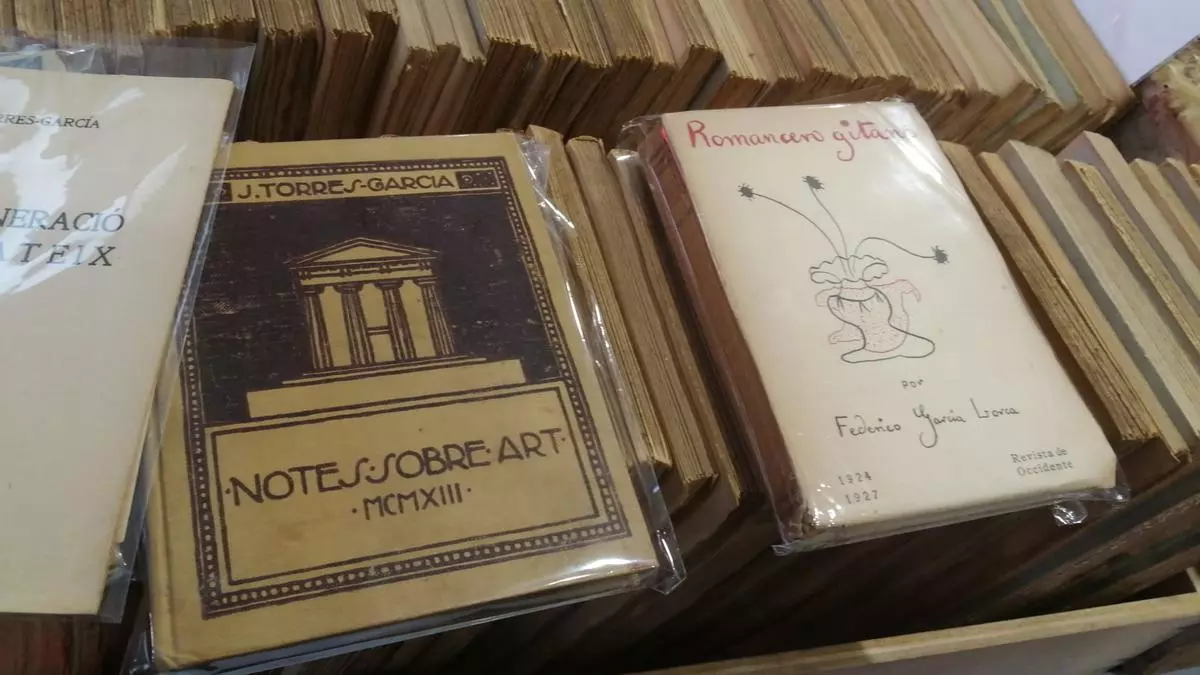 RRES-GARCÍA
NERACIÓ
ATEIX
J. TORRES-GARCIA
·NOTES·SOBRE·ART·
·MCMXIII·
Romancero gitano
por
Federico García Lorca
1924
1927
Revista de
Occidente